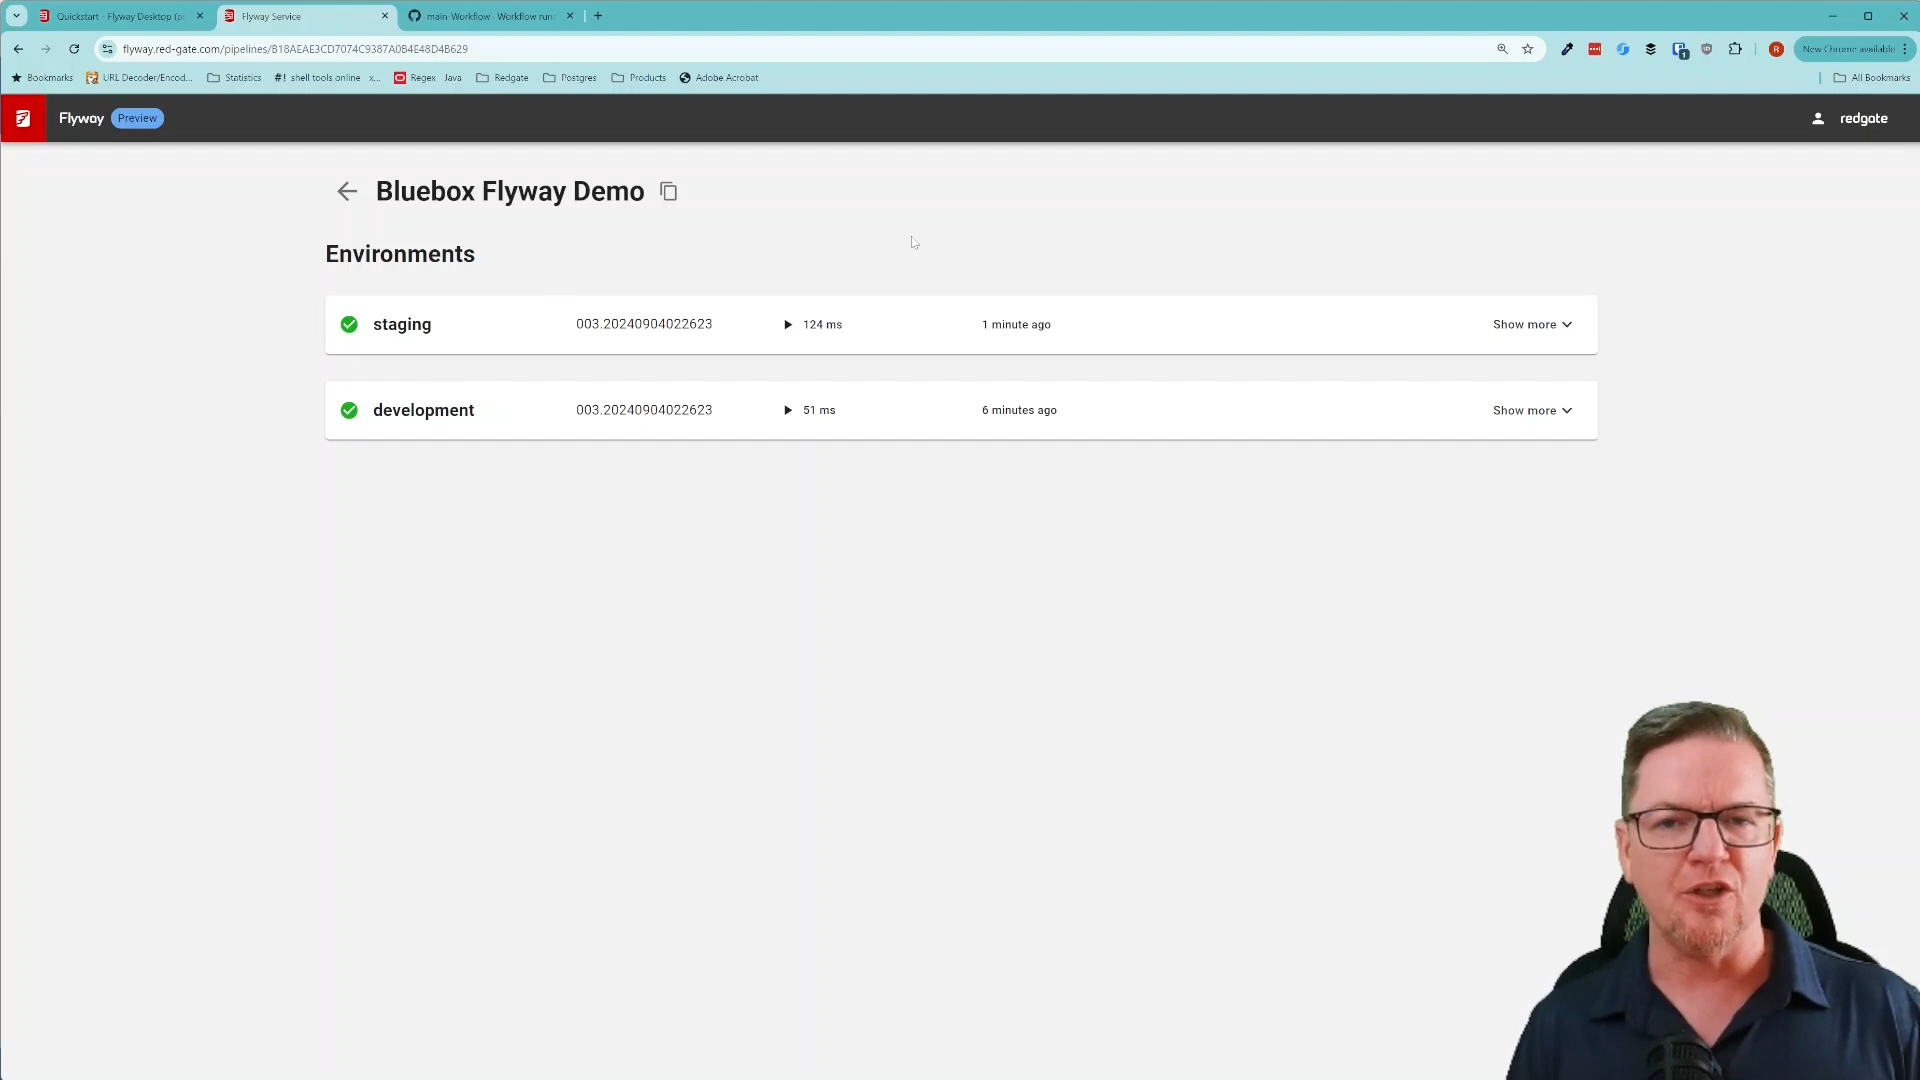 Quickstart - Flyway Desktop (pi
Flyway Service
main-Workflow · Workflow run
flyway.red-gate.com/pipelines/B18AEAE3CD7074C9387A0B4E48D4B629
New Chrome available
Bookmarks
URL Decoder/Encod...
Statistics
#! shell tools online - x...
Regex - Java
Redgate
Postgres
Products
Adobe Acrobat
All Bookmarks
Flyway
Preview
redgate
Bluebox Flyway Demo
Environments
staging 003.20240904022623 124 ms 1 minute ago Show more
development 003.20240904022623 51 ms 6 minutes ago Show more